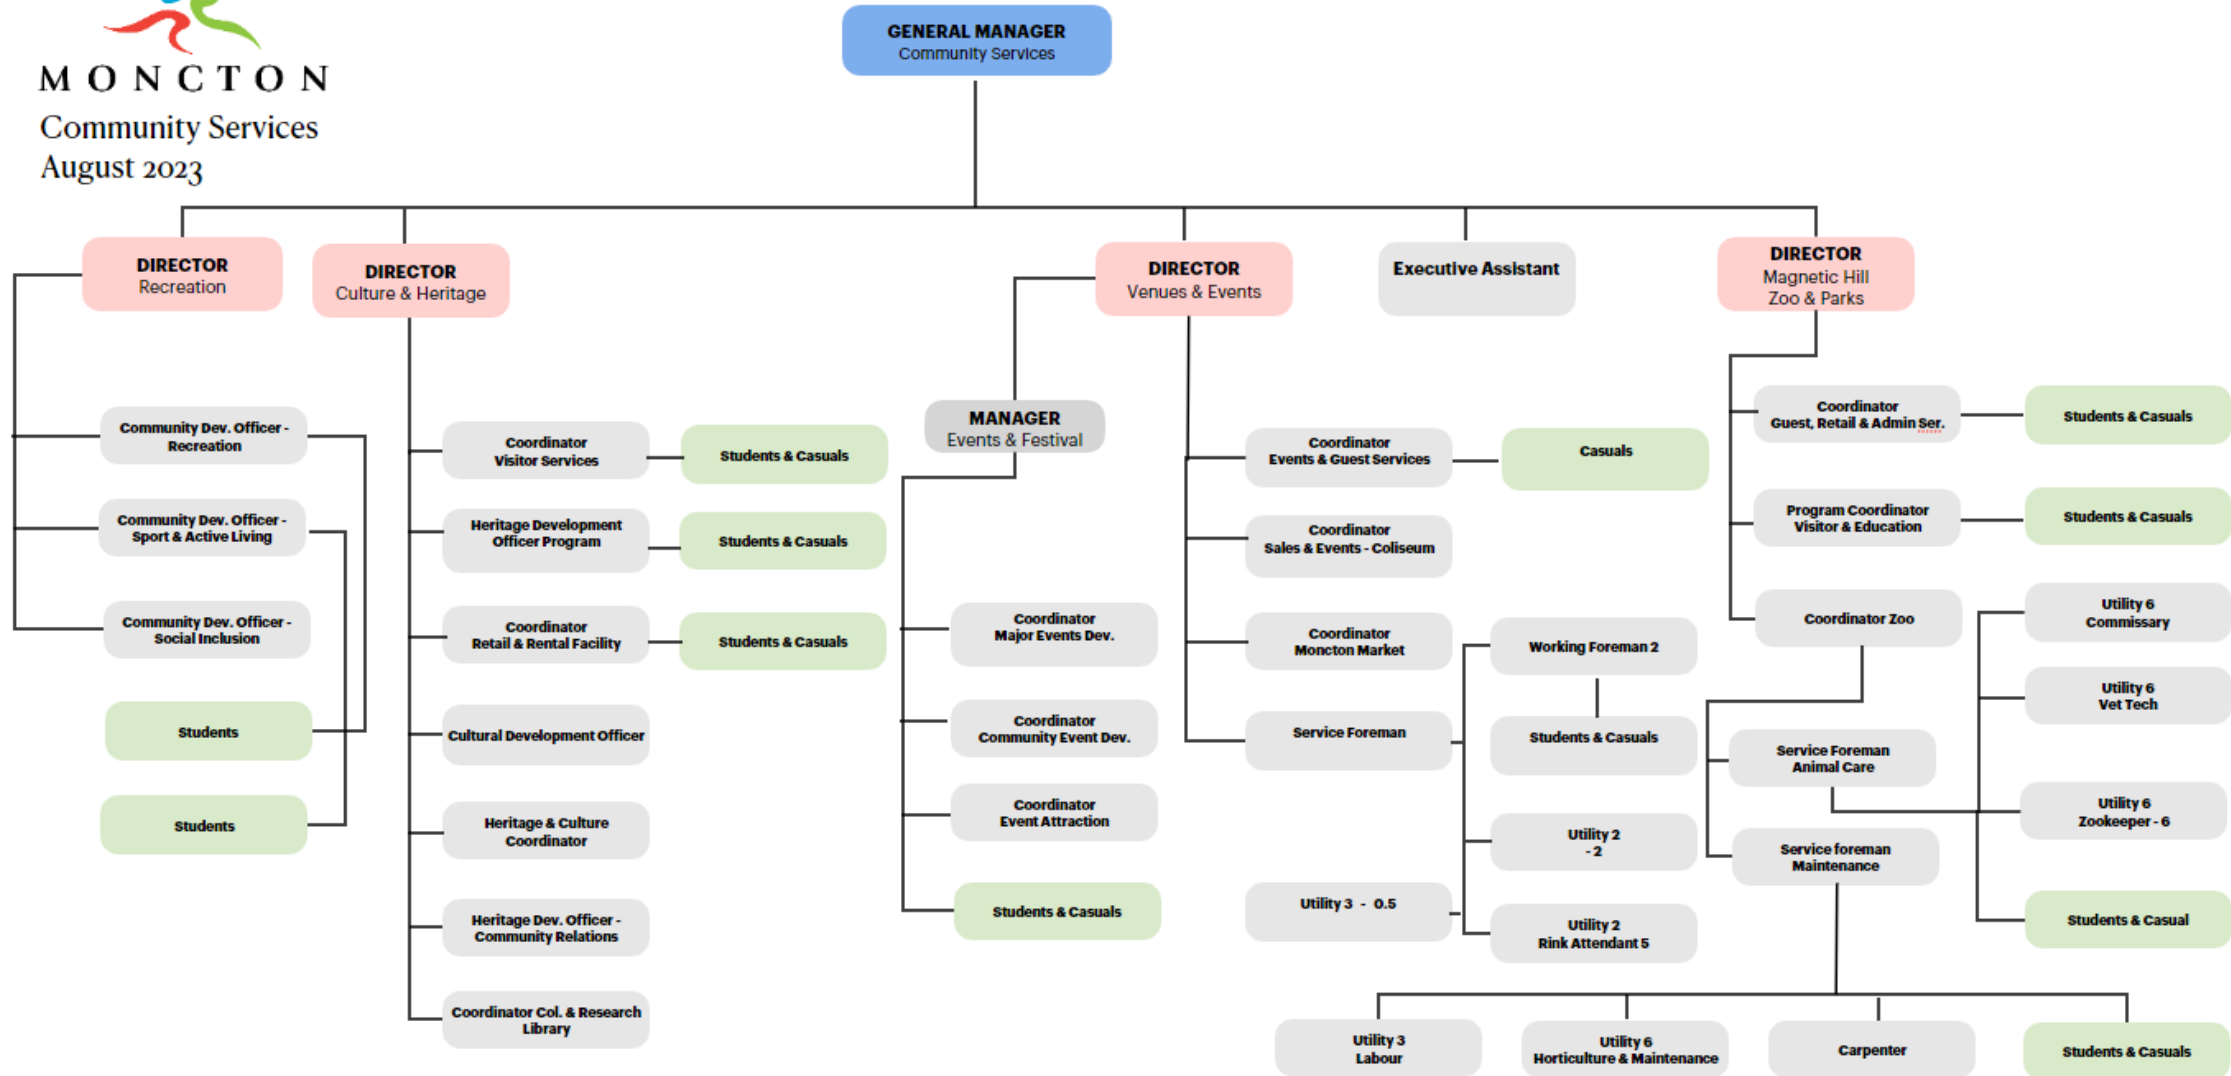 MONCTON
Community Services
August 2023
GENERAL MANAGER
Community Services
DIRECTOR
Recreation
DIRECTOR
Culture & Heritage
DIRECTOR
Venues & Events
Executive Assistant
DIRECTOR
Magnetic Hill
Zoo & Parks
Community Dev. Officer -
Recreation
Community Dev. Officer -
Sport & Active Living
Community Dev. Officer -
Social Inclusion
Students
Students
Coordinator
Visitor Services
Students & Casuals
Heritage Development
Officer Program
Students & Casuals
Coordinator
Retail & Rental Facility
Students & Casuals
Cultural Development Officer
Heritage & Culture
Coordinator
Heritage Dev. Officer -
Community Relations
Coordinator Col. & Research
Library
MANAGER
Events & Festival
Coordinator
Major Events Dev.
Coordinator
Community Event Dev.
Coordinator
Event Attraction
Students & Casuals
Coordinator
Events & Guest Services
Casuals
Coordinator
Sales & Events - Coliseum
Coordinator
Moncton Market
Service Foreman
Utility 3 - 0.5
Working Foreman 2
Students & Casuals
Utility 2
- 2
Utility 2
Rink Attendant 5
Coordinator
Guest, Retail & Admin Ser.
Students & Casuals
Program Coordinator
Visitor & Education
Students & Casuals
Coordinator Zoo
Service Foreman
Animal Care
Service foreman
Maintenance
Utility 6
Commissary
Utility 6
Vet Tech
Utility 6
Zookeeper - 6
Students & Casual
Utility 3
Labour
Utility 6
Horticulture & Maintenance
Carpenter
Students & Casuals